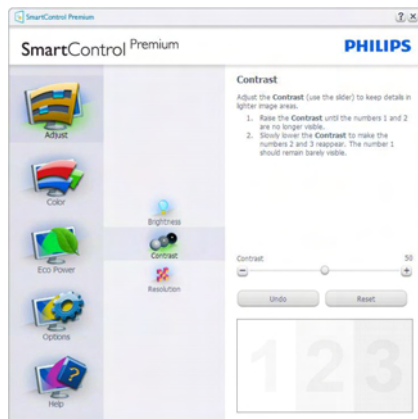 SmartControl Premium
SmartControl Premium
PHILIPS
Adjust
Color
Eco Power
Options
Help
Brightness
Contrast
Resolution
Contrast
Adjust the Contrast (use the slider) to keep details in
lighter image areas.
1. Raise the Contrast until the numbers 1 and 2
are no longer visible.
2. Slowly lower the Contrast to make the
numbers 2 and 3 reappear. The number 1
should remain barely visible.
Contrast 50
Undo Reset
1 2 3